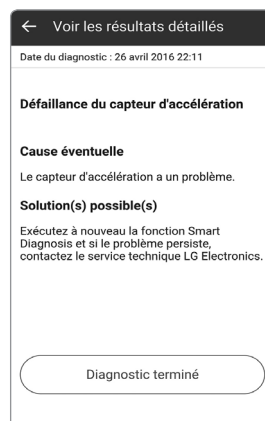 ← Voir les résultats détaillés
Date du diagnostic : 26 avril 2016 22:11
Défaillance du capteur d'accélération
Cause éventuelle
Le capteur d'accélération a un problème.
Solution(s) possible(s)
Exécutez à nouveau la fonction Smart
Diagnosis et si le problème persiste,
contactez le service technique LG Electronics.
Diagnostic terminé